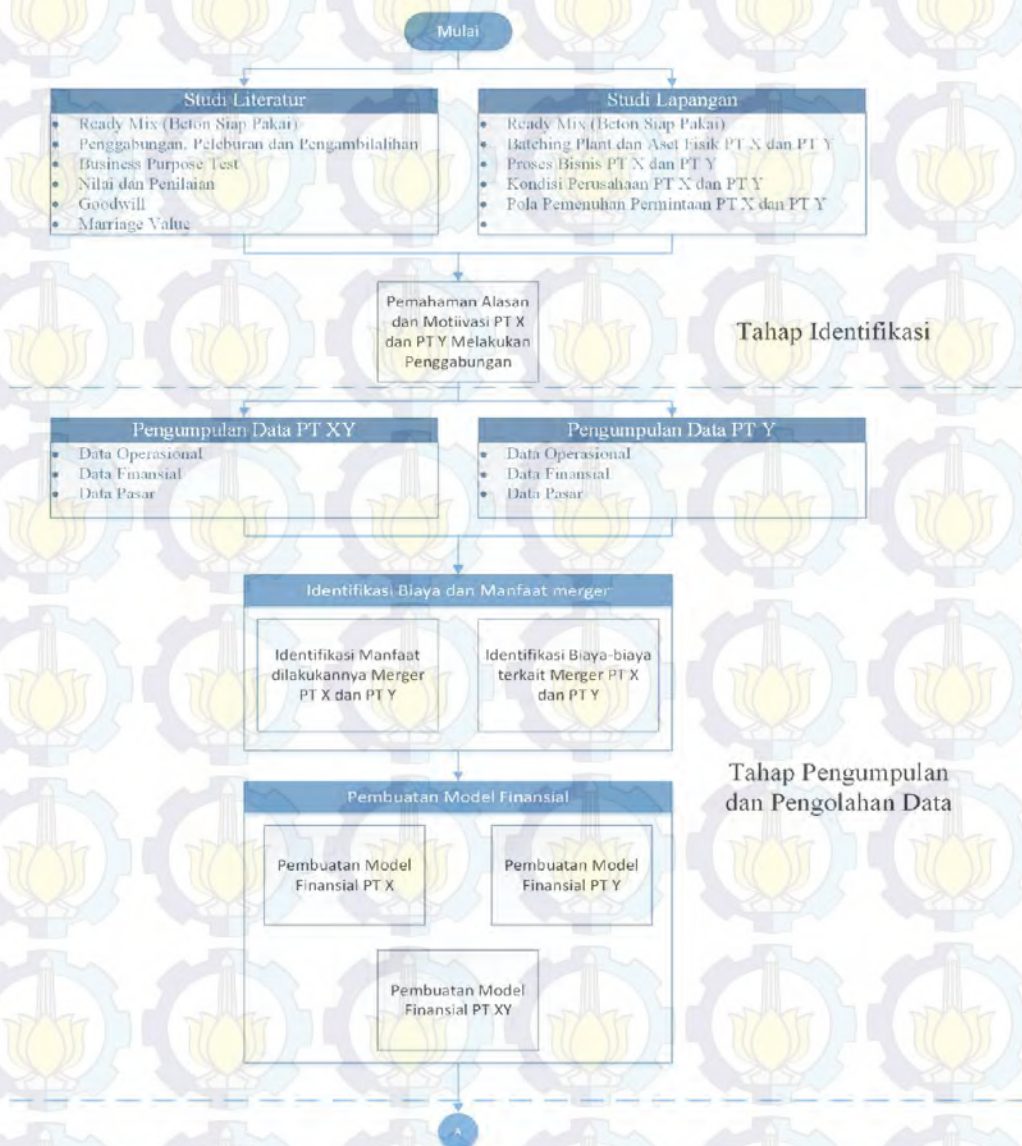 Mulai
Studi Literatur
Ready Mix (Beton Siap Pakai)
Penggabungan, Peleburan dan Pengambilalihan
Business Purpose Test
Nilai dan Penilaian
Goodwill
Marriage Value
Studi Lapangan
Ready Mix (Beton Siap Pakai)
Batching Plant dan Aset Fisik PT X dan PT Y
Proses Bisnis PT X dan PT Y
Kondisi Perusahaan PT X dan PT Y
Pola Pemenuhan Permintaan PT X dan PT Y
Pemahaman Alasan
dan Motiivasi PT X
dan PT Y Melakukan
Penggabungan
Tahap Identifikasi
Pengumpulan Data PT XY
Data Operasional
Data Finansial
Data Pasar
Pengumpulan Data PT Y
Data Operasional
Data Finansial
Data Pasar
Identifikasi Biaya dan Manfaat merger
Identifikasi Manfaat
dilakukannya Merger
PT X dan PT Y
Identifikasi Biaya-biaya
terkait Merger PT X
dan PT Y
Tahap Pengumpulan
dan Pengolahan Data
Pembuatan Model Finansial
Pembuatan Model
Finansial PT X
Pembuatan Model
Finansial PT Y
Pembuatan Model
Finansial PT XY
A